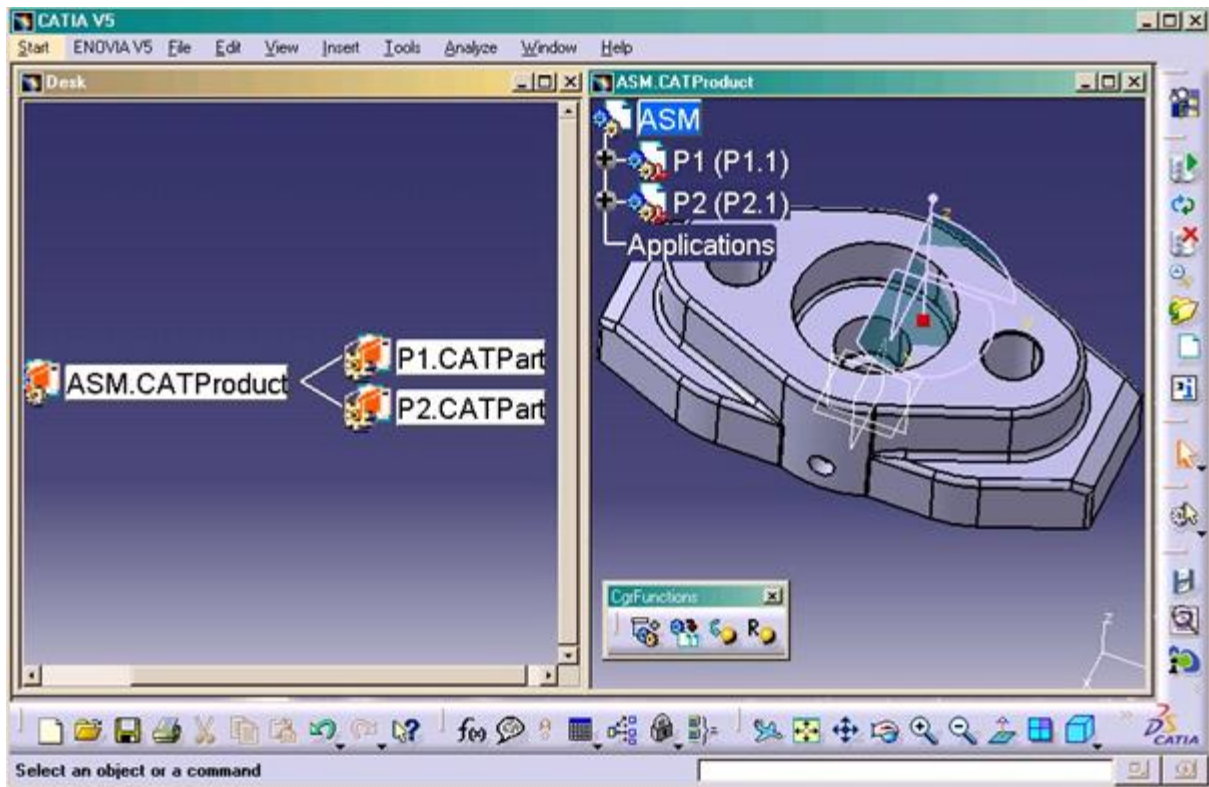 CATIA V5
Start ENOVIA V5 File Edit View Insert Tools Analyze Window Help
Desk
ASM.CATProduct
P1.CATPart
P2.CATPart
ASM.CATProduct
ASM
P1 (P1.1)
P2 (P2.1)
Applications
z
CgrFunctions
R
z
x
f(x)
CATIA
Select an object or a command